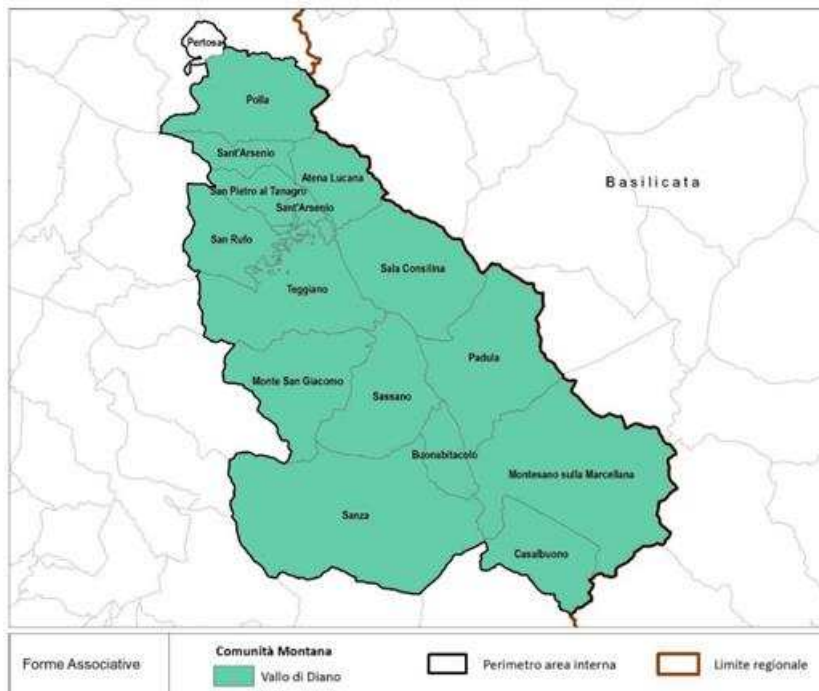 Pertosa
Polla
Sant'Arsenio
Atena Lucana
Basilicata
San Pietro al Tanagro
Sant'Arsenio
San Rufo
Sala Consilina
Teggiano
Padula
Monte San Giacomo
Sassano
Buonabitacolo
Montesano sulla Marcellana
Sanza
Casalbuono
Forme Associative
Comunità Montana
Vallo di Diano
Perimetro area interna
Limite regionale